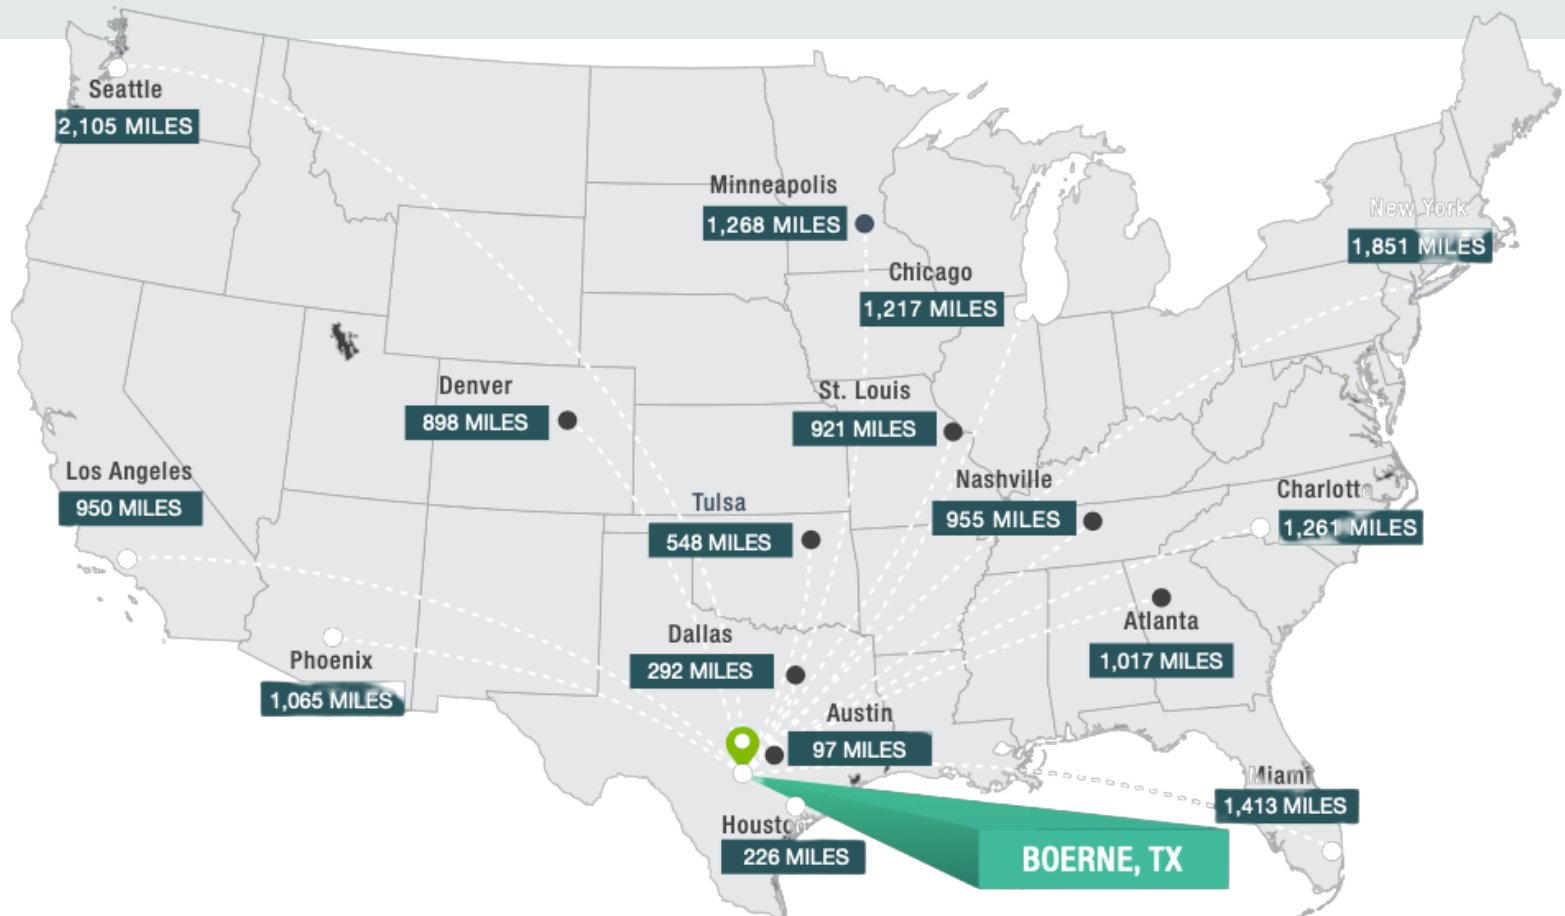 Seattle
2,105 MILES
Minneapolis
1,268 MILES
New York
1,851 MILES
Chicago
1,217 MILES
Denver
898 MILES
St. Louis
921 MILES
Los Angeles
950 MILES
Nashville
955 MILES
Charlotte
1,261 MILES
Tulsa
548 MILES
Atlanta
1,017 MILES
Dallas
292 MILES
Phoenix
1,065 MILES
Austin
97 MILES
Miami
1,413 MILES
Houston
226 MILES
BOERNE, TX